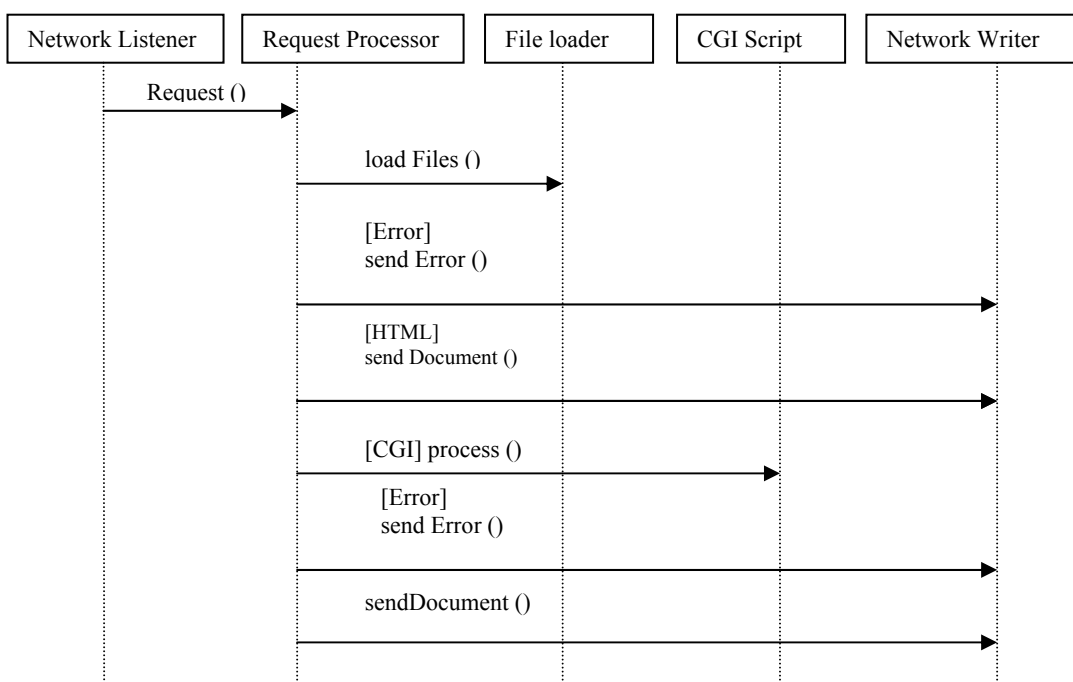 Network Listener
Request Processor
File loader
CGI Script
Network Writer
Request ()
load Files ()
[Error]
send Error ()
[HTML]
send Document ()
[CGI] process ()
[Error]
send Error ()
sendDocument ()